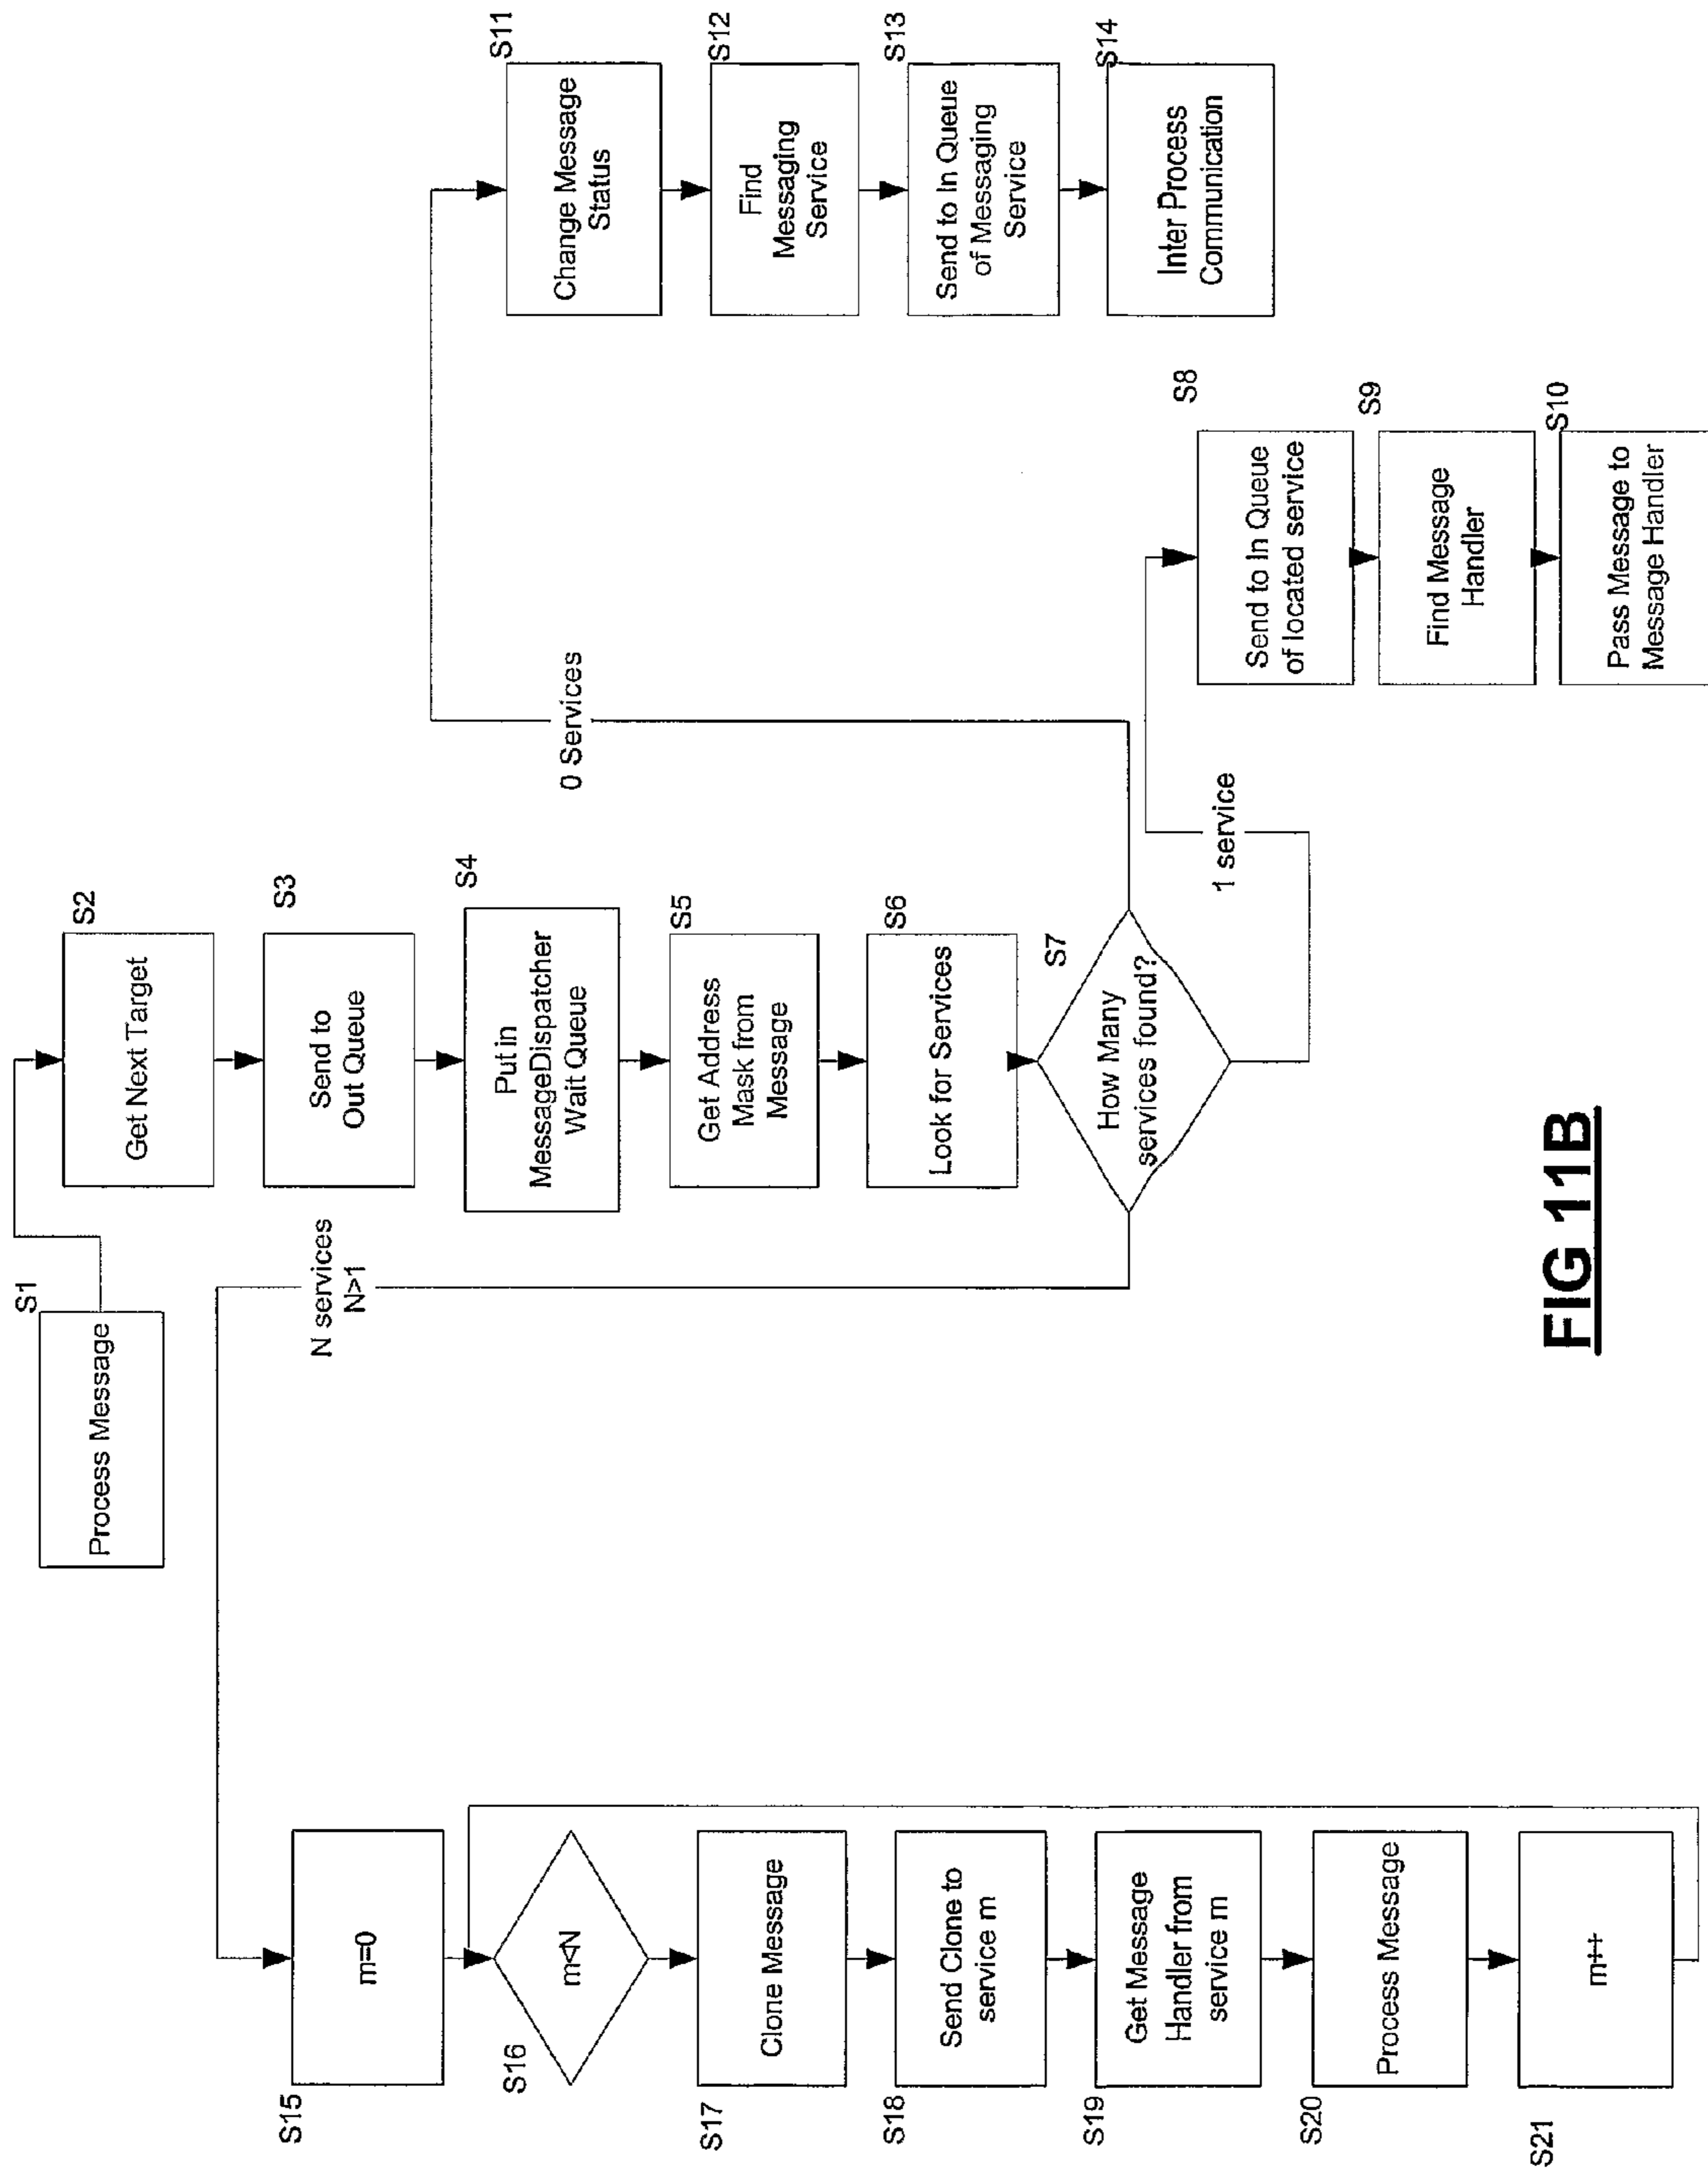 S1
Process Message
S2
Get Next Target
S3
Send to
Out Queue
S4
Put in
MessageDispatcher
Wait Queue
S5
Get Address
Mask from
Message
S6
Look for Services
S7
How Many
services found?
1 service
S8
Send to In Queue
of located service
S9
Find Message
Handler
S10
Pass Message to
Message Handler
0 Services
S11
Change Message
Status
S12
Find
Messaging
Service
S13
Send to In Queue
of Messaging
Service
S14
Inter Process
Communication
N services
N>1
S15
m=0
S16
m<N
S17
Clone Message
S18
Send Clone to
service m
S19
Get Message
Handler from
service m
S20
Process Message
S21
m++
FIG 11B